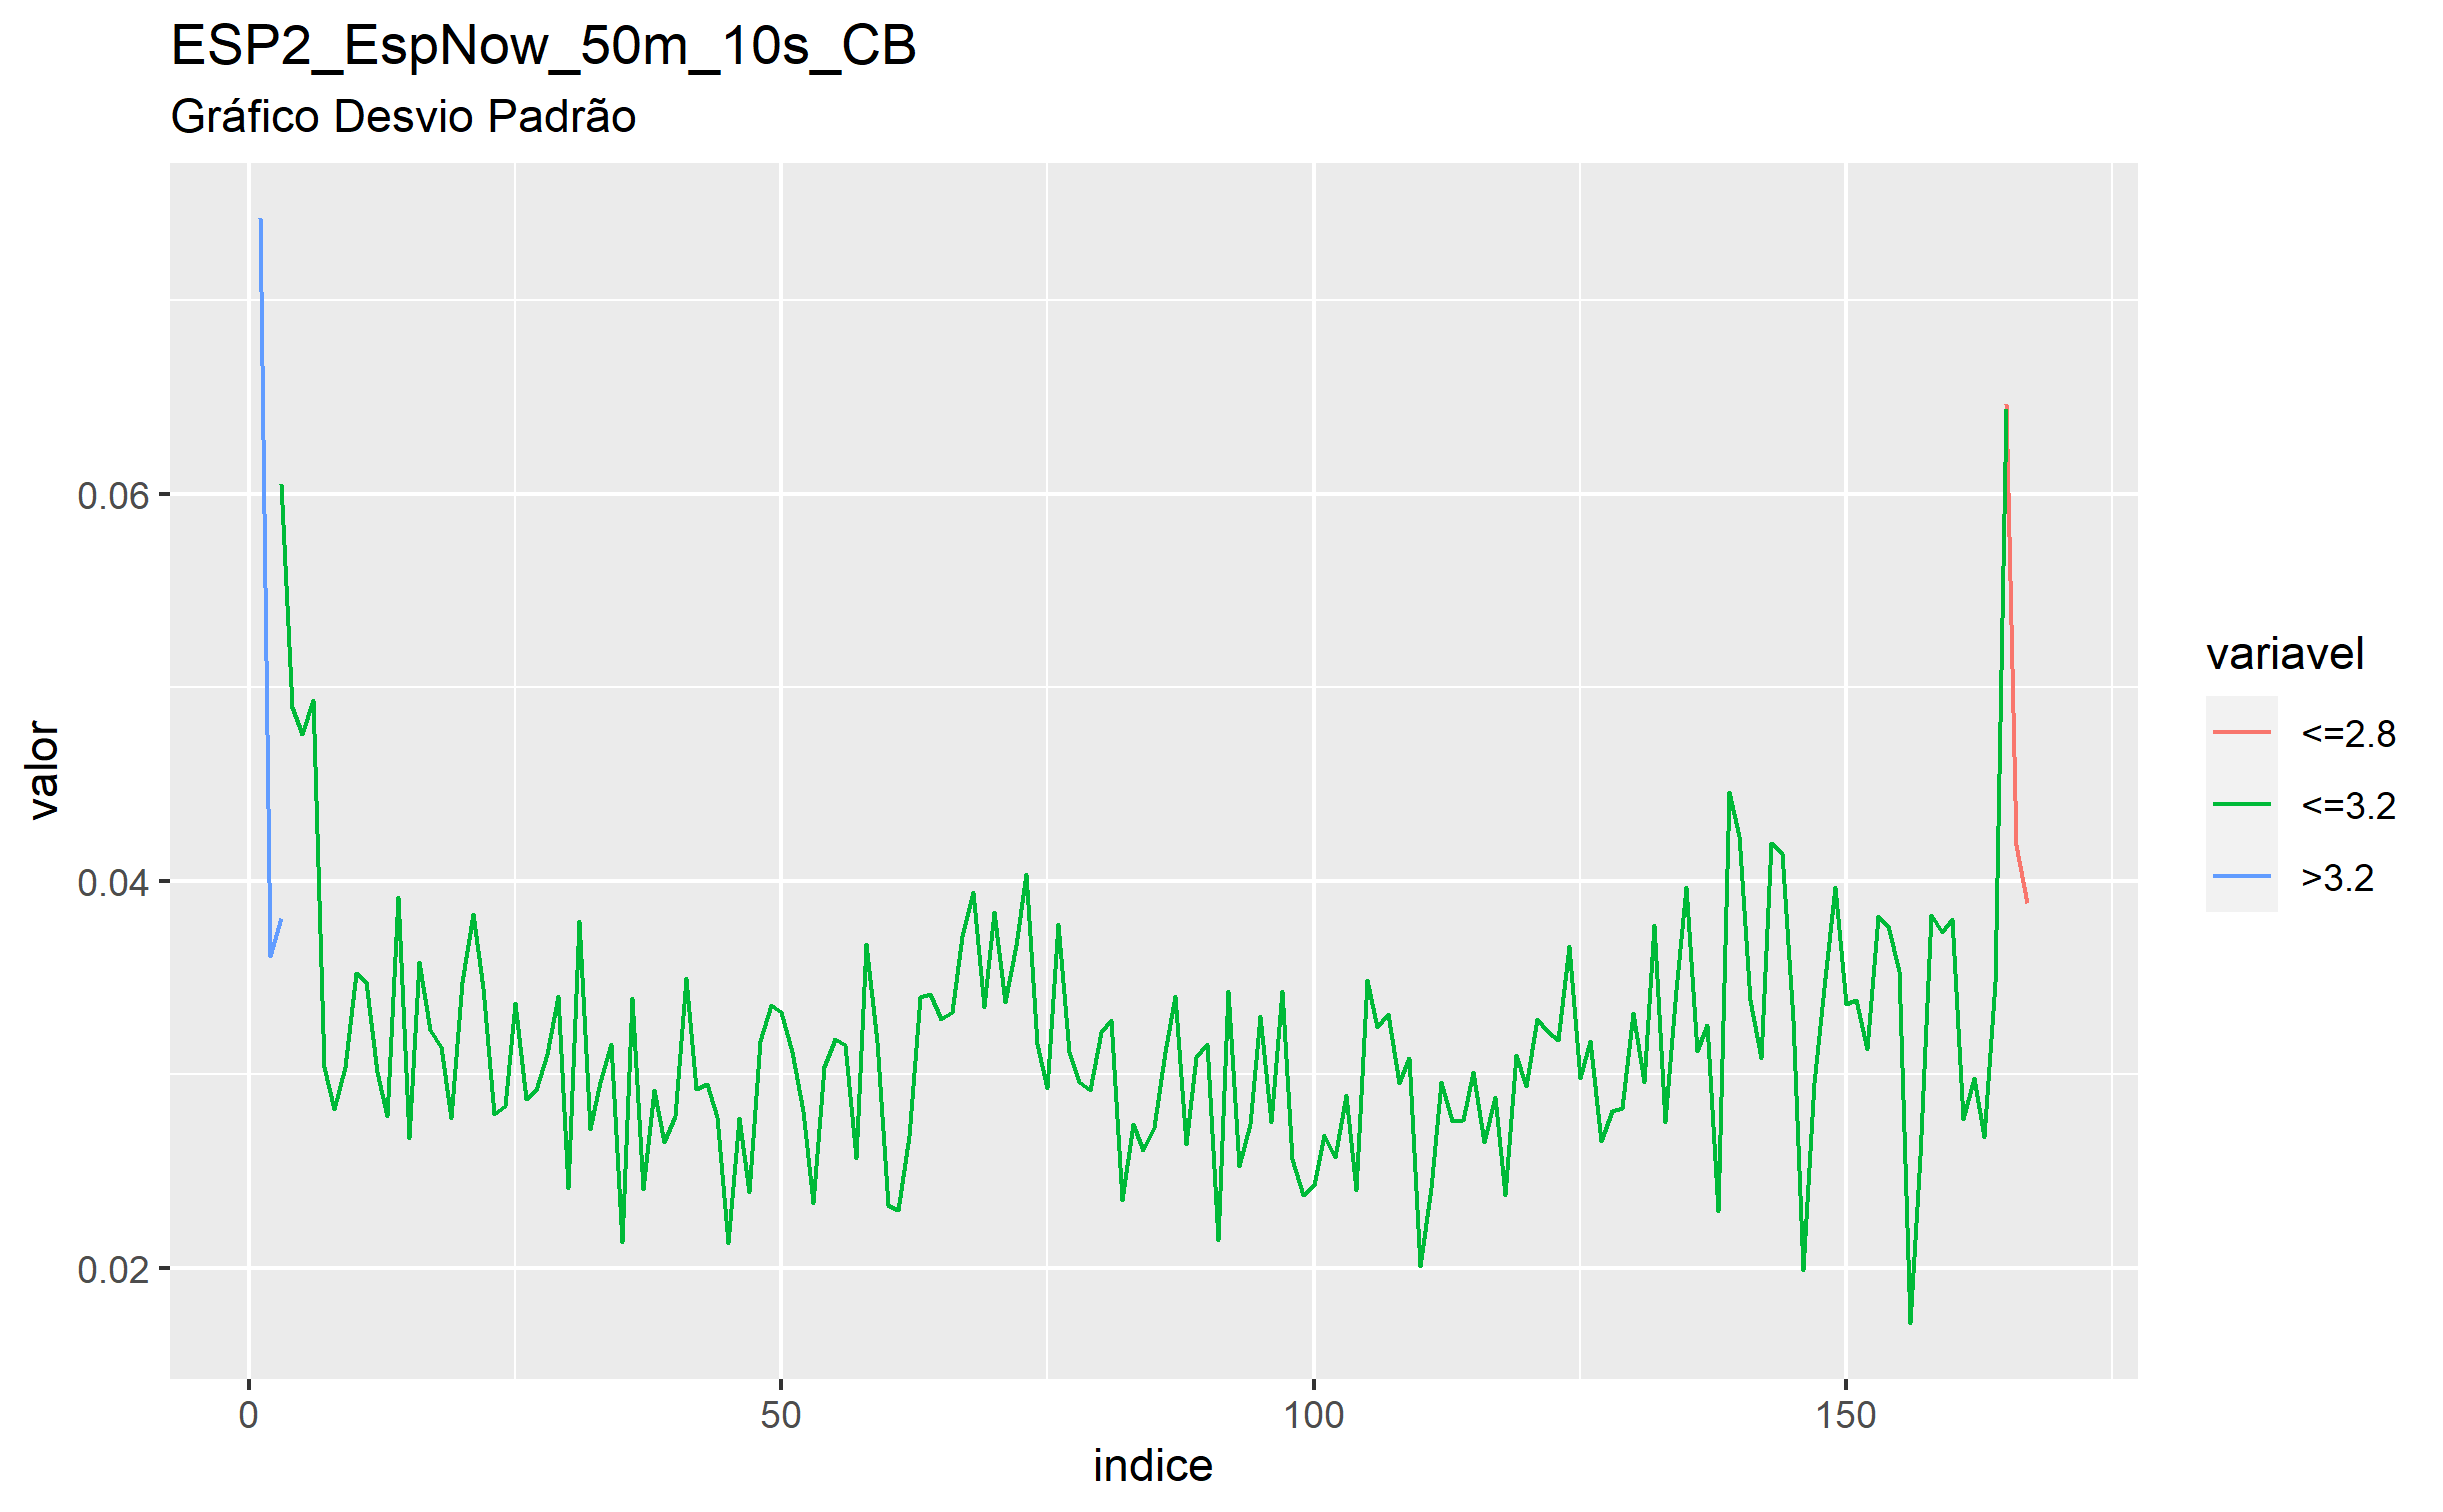 ESP2_EspNow_50m_10s_CB
Gráfico Desvio Padrão
valor
0.06
0.04
0.02
0 50 100 150
indice
variavel
<=2.8
<=3.2
>3.2